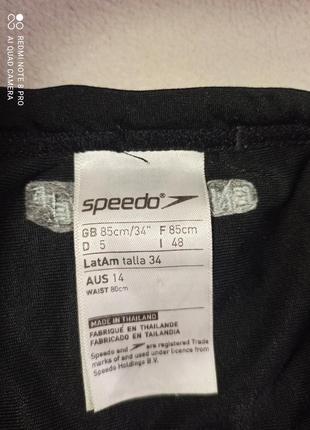 REDMI NOTE 8 PRO
AI QUAD CAMERA
speedo
GB 85cm/34" F 85cm
D 5 I 48
LatAm talla 34
AUS 14
WAIST 80cm
MADE IN THAILAND
FABRIQUÉ EN THAILANDE
FABRICADO EN TAILANDIA
Speedo and are registered Trade
marks of and used under licence from
Speedo Holdings B.V.